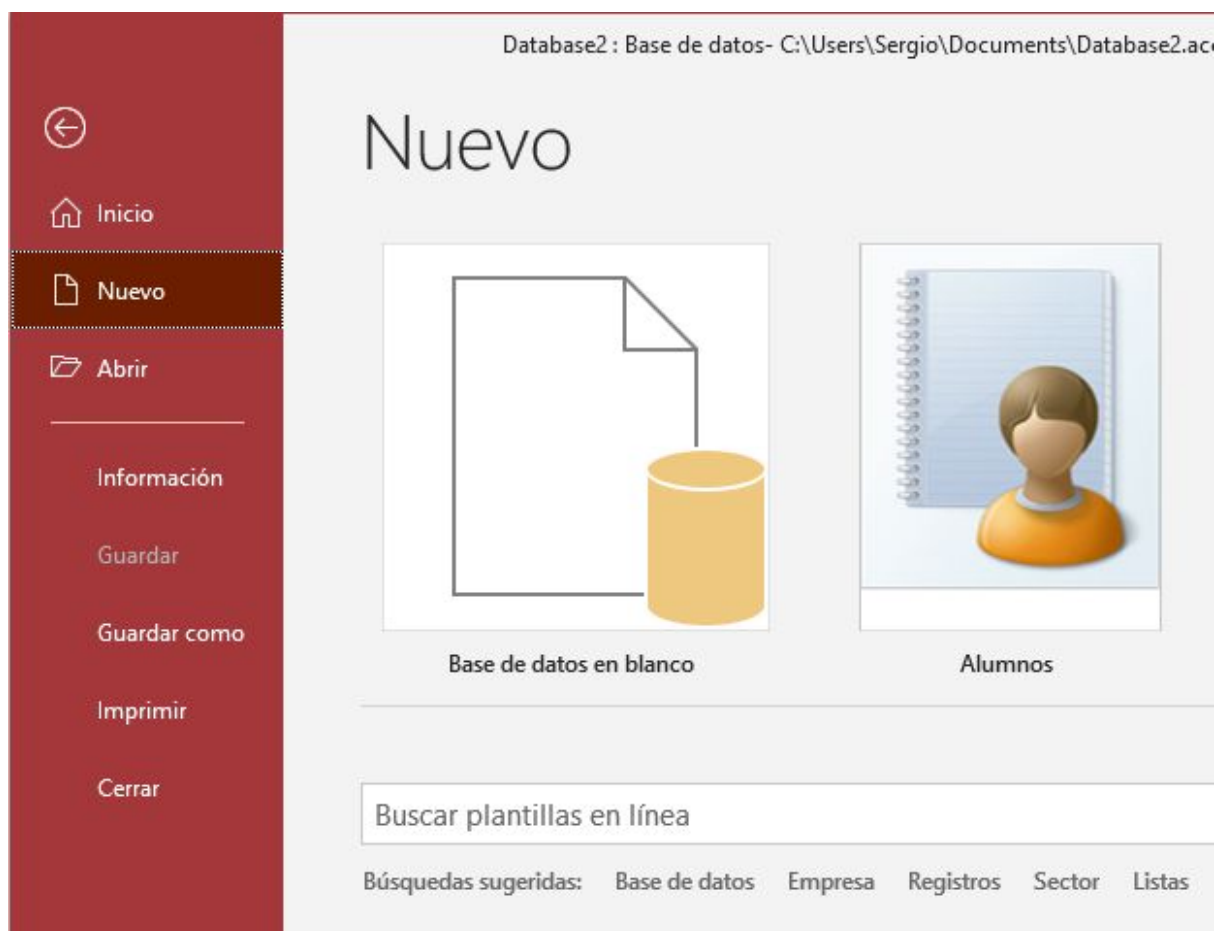 Database2 : Base de datos- C:\Users\Sergio\Documents\Database2.acc
Nuevo
Inicio
Nuevo
Abrir
Información
Guardar
Guardar como
Imprimir
Cerrar
Base de datos en blanco
Alumnos
Buscar plantillas en línea
Búsquedas sugeridas: Base de datos Empresa Registros Sector Listas